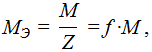 Mэ = M/Z = f·M,